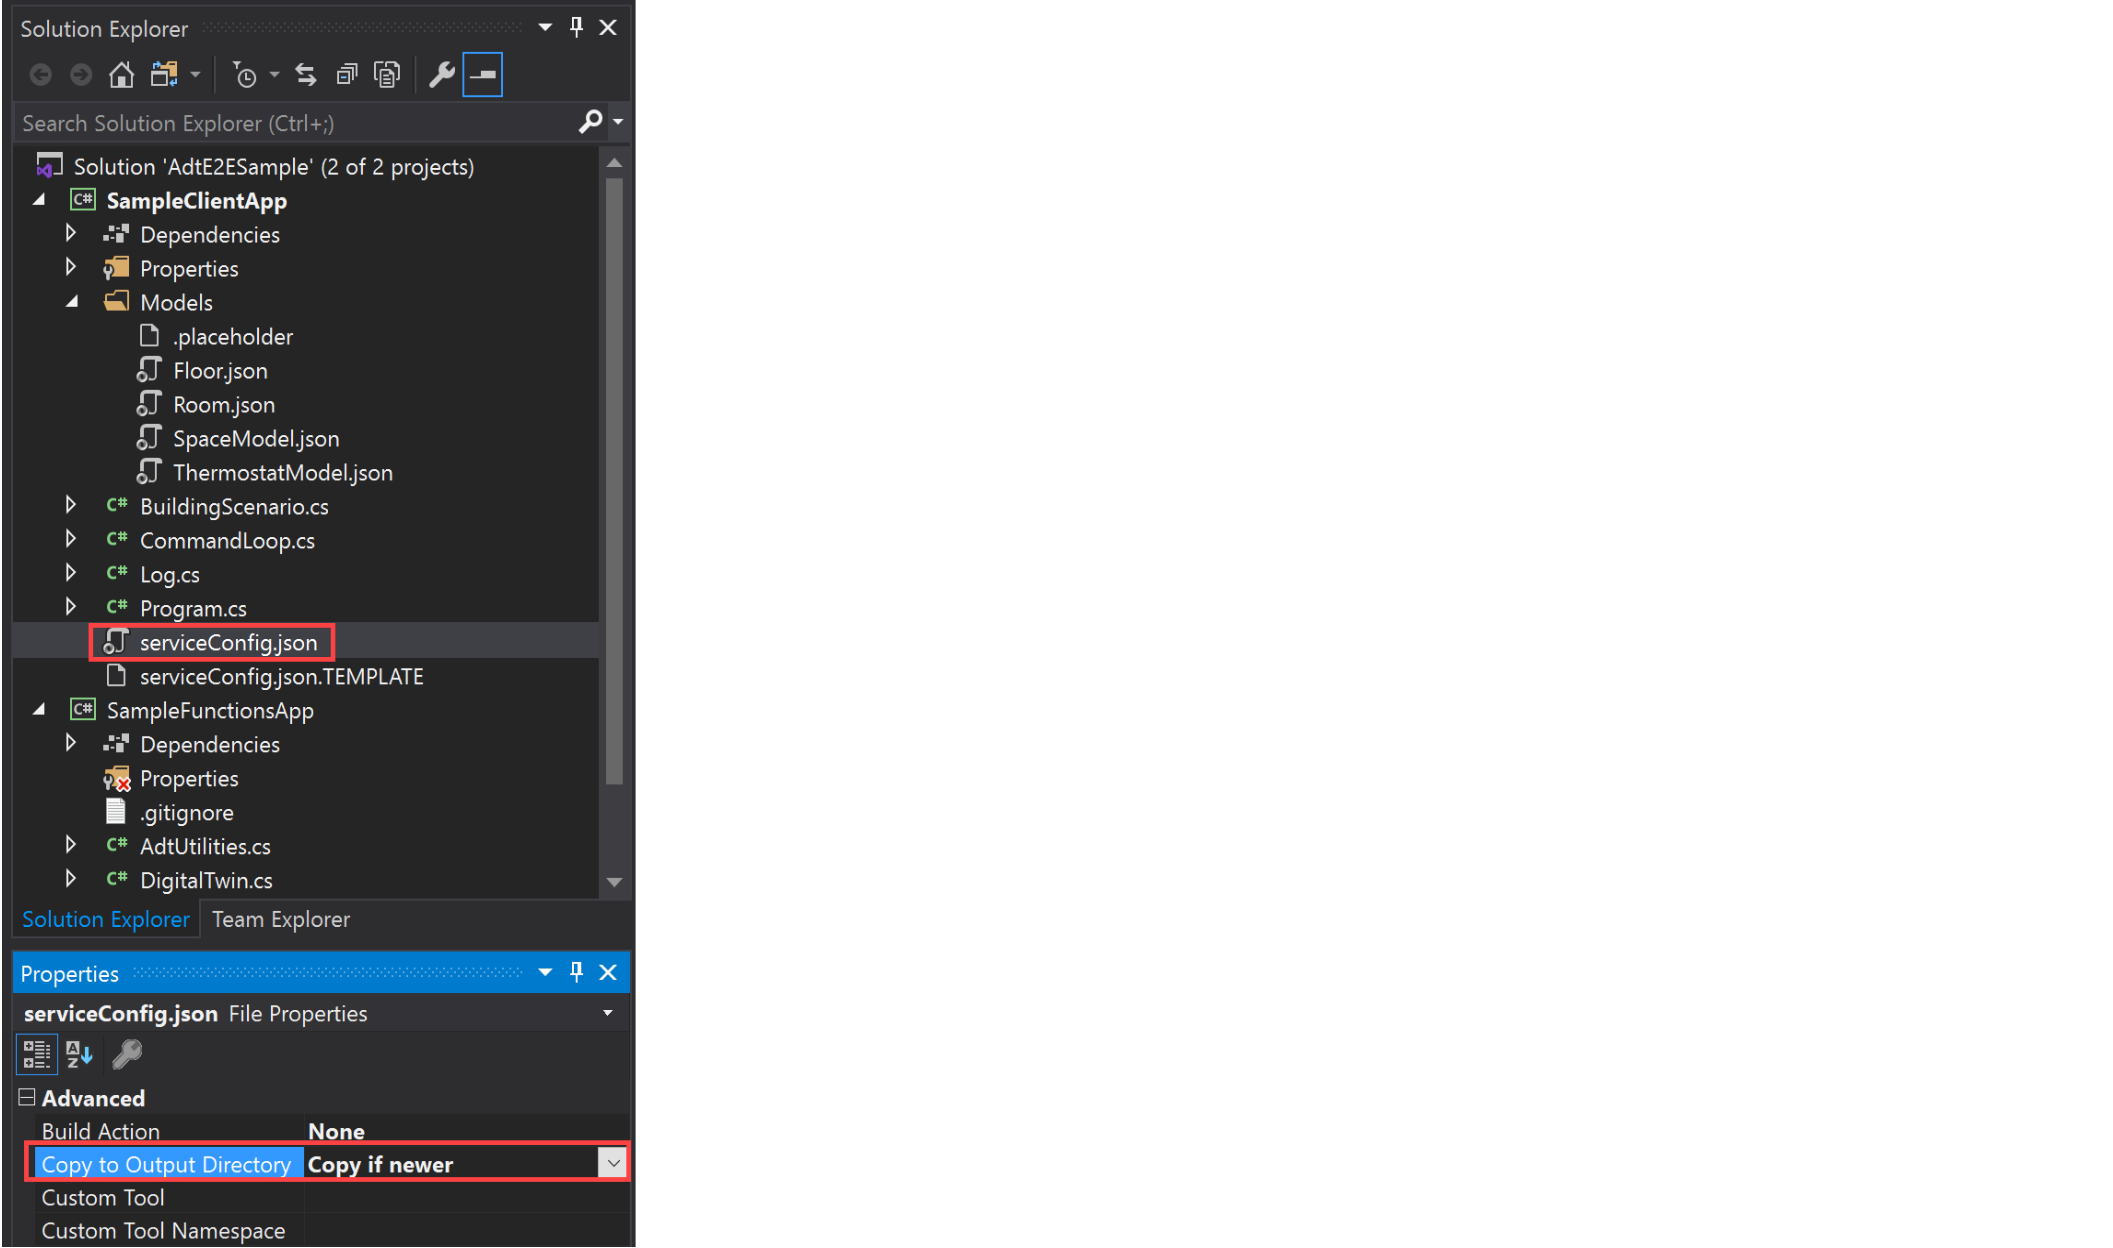 Solution Explorer
Search Solution Explorer (Ctrl+;)
Solution 'AdtE2ESample' (2 of 2 projects)
C# SampleClientApp
Dependencies
Properties
Models
.placeholder
Floor.json
Room.json
SpaceModel.json
ThermostatModel.json
C# BuildingScenario.cs
C# CommandLoop.cs
C# Log.cs
C# Program.cs
serviceConfig.json
serviceConfig.json.TEMPLATE
C# SampleFunctionsApp
Dependencies
Properties
.gitignore
C# AdtUtilities.cs
C# DigitalTwin.cs
Solution Explorer Team Explorer
Properties
serviceConfig.json File Properties
Advanced
Build Action None
Copy to Output Directory Copy if newer
Custom Tool
Custom Tool Namespace